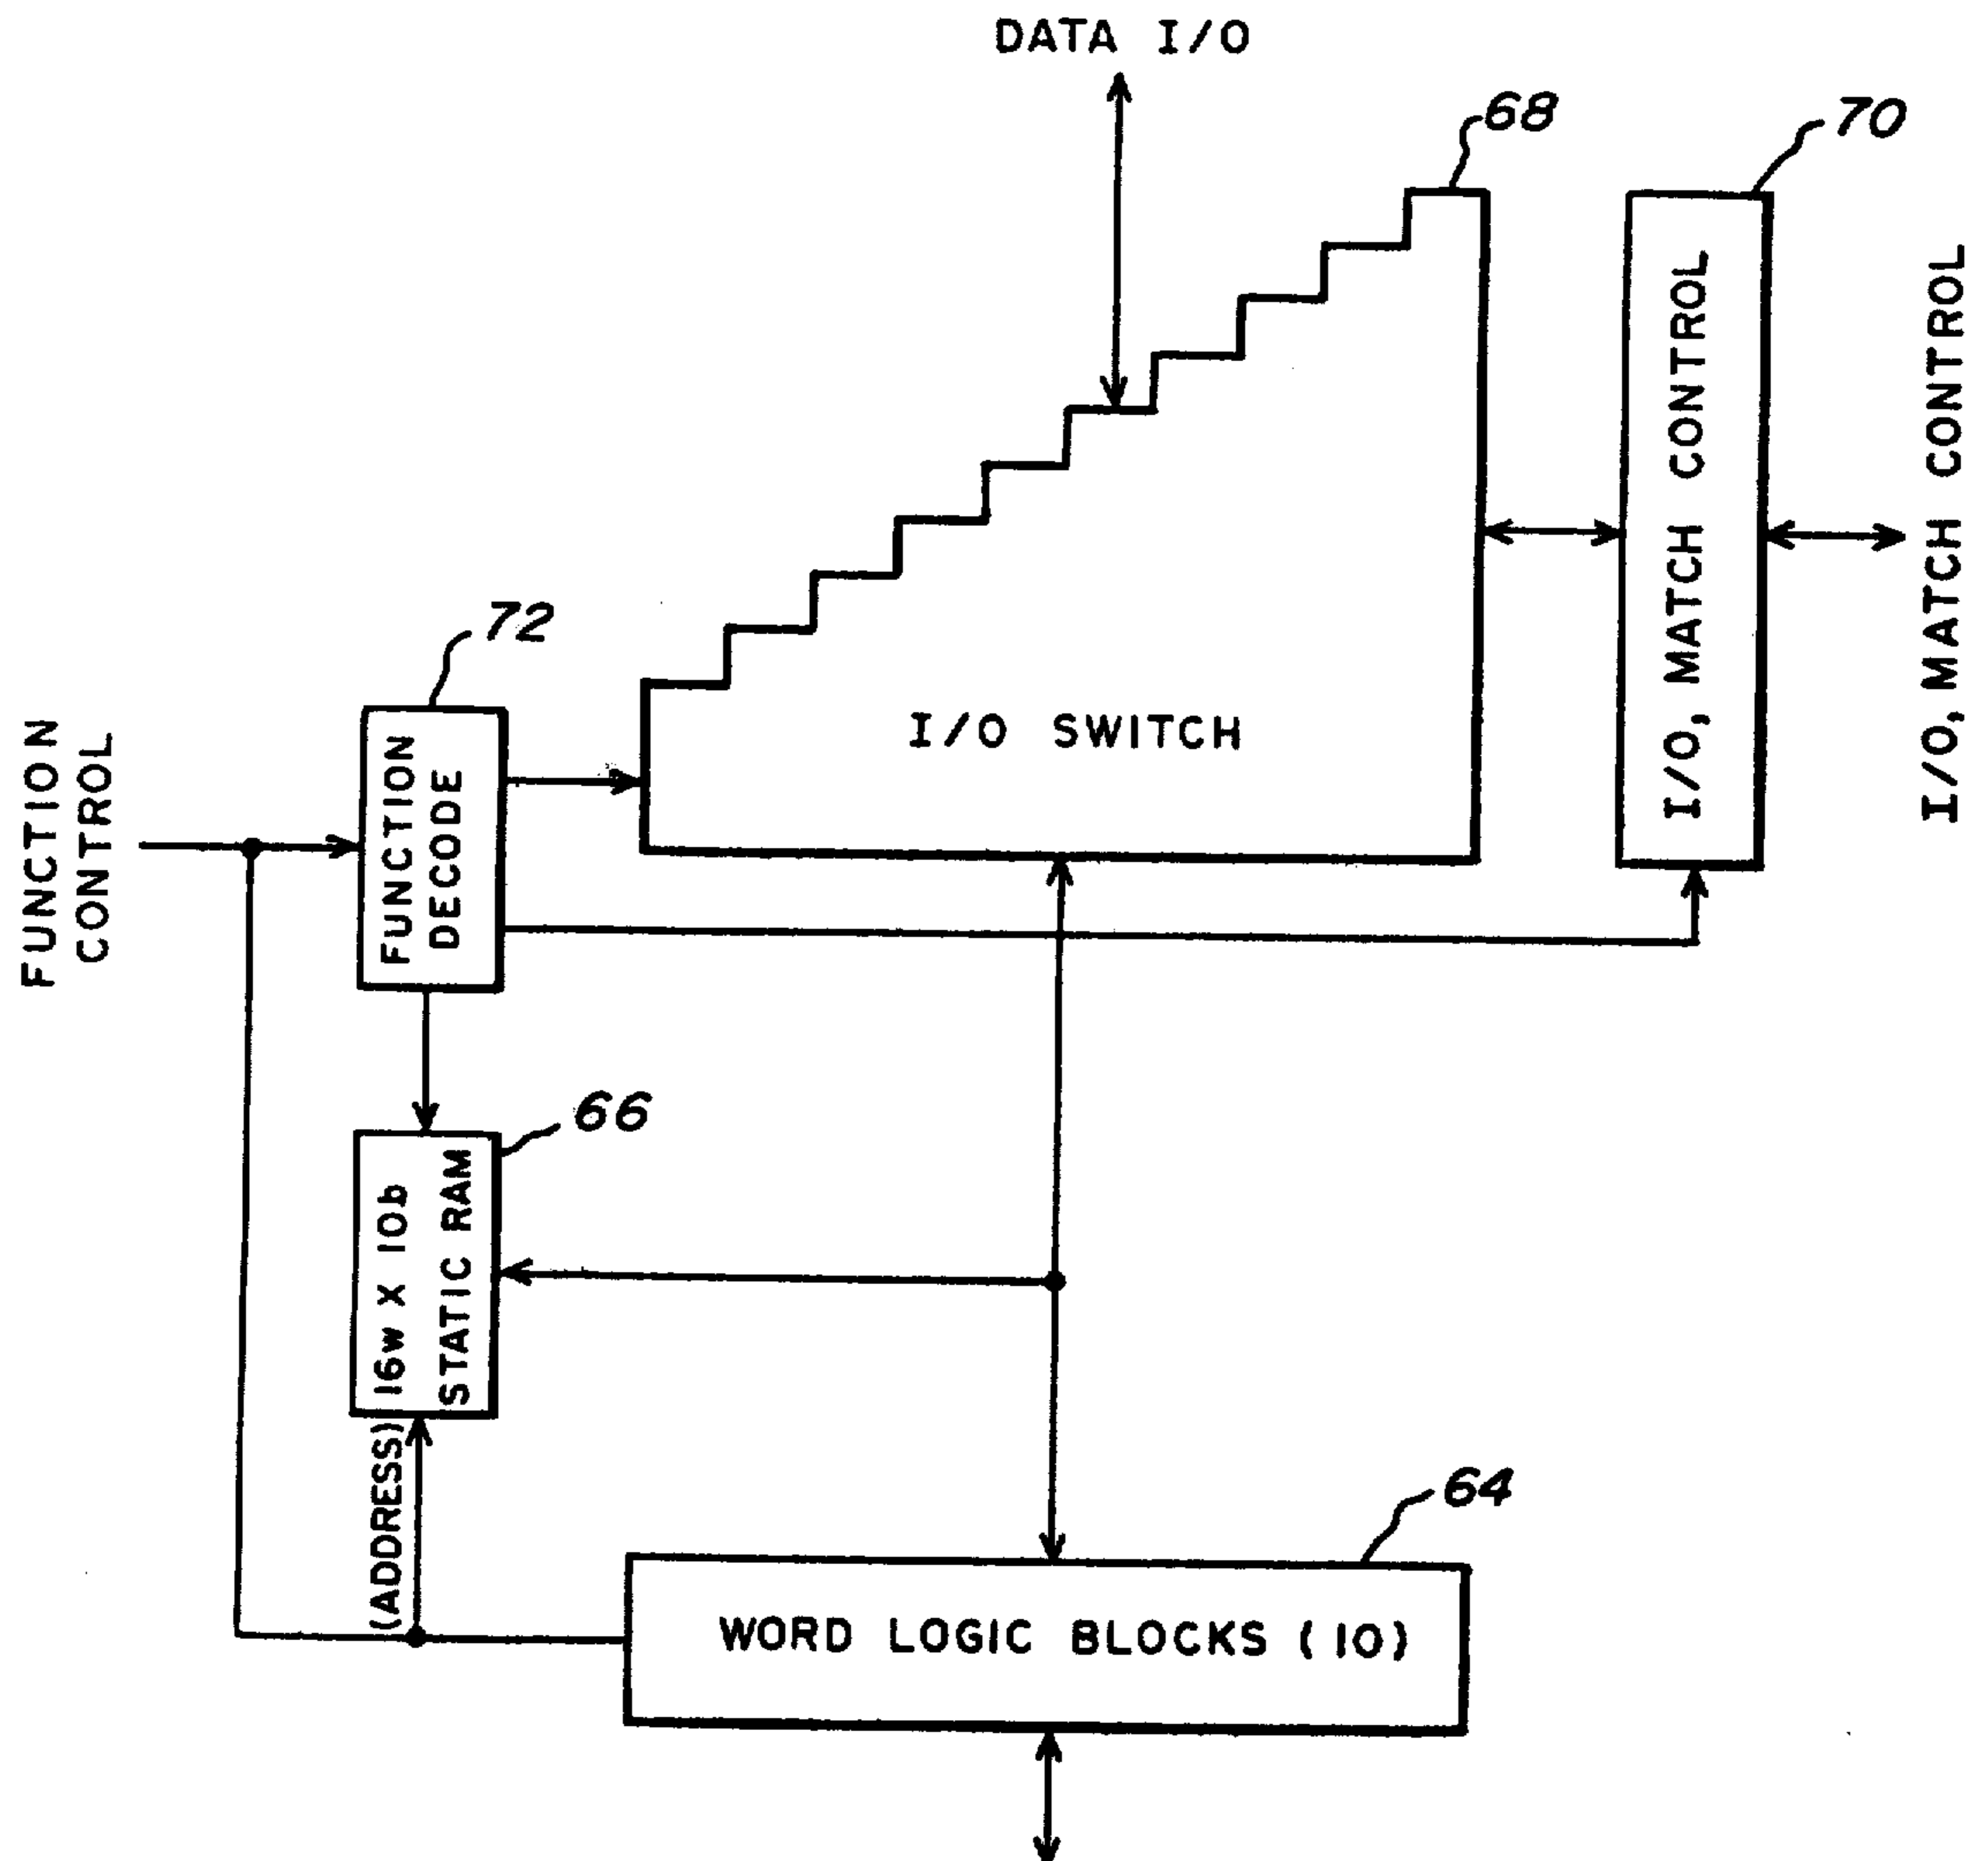 DATA I/O
68
70
I/O, MATCH CONTROL
I/O, MATCH CONTROL
72
I/O SWITCH
FUNCTION
CONTROL
FUNCTION
DECODE
66
16w X 10b
STATIC RAM
(ADDRESS)
64
WORD LOGIC BLOCKS (10)